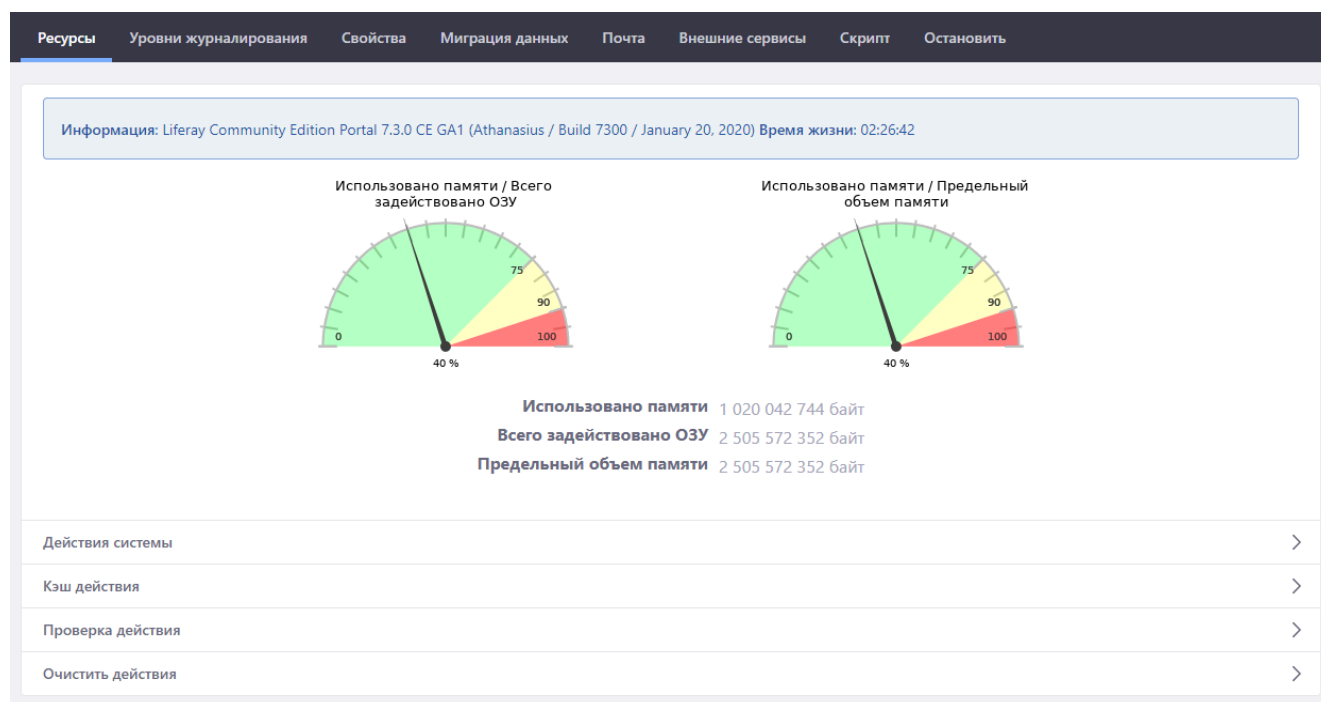 Ресурсы Уровни журналирования Свойства Миграция данных Почта Внешние сервисы Скрипт Остановить
Информация: Liferay Community Edition Portal 7.3.0 CE GA1 (Athanasius / Build 7300 / January 20, 2020) Время жизни: 02:26:42
Использовано памяти / Всего
задействовано ОЗУ
0
75
90
100
40 %
Использовано памяти / Предельный
объем памяти
0
75
90
100
40 %
Использовано памяти 1 020 042 744 байт
Всего задействовано ОЗУ 2 505 572 352 байт
Предельный объем памяти 2 505 572 352 байт
Действия системы
Кэш действия
Проверка действия
Очистить действия